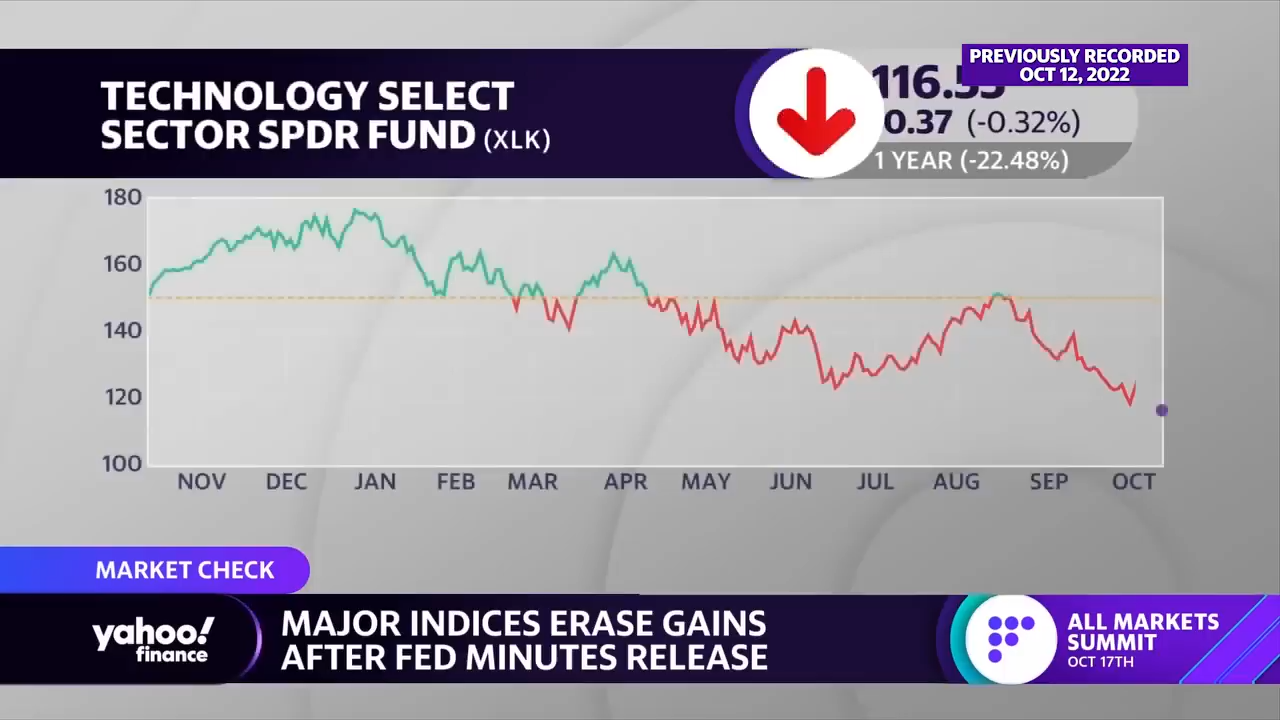 PREVIOUSLY RECORDED
OCT 12, 2022
TECHNOLOGY SELECT
SECTOR SPDR FUND (XLK)
0.37 (-0.32%)
1 YEAR (-22.48%)
180
160
140
120
100
NOV DEC JAN FEB MAR APR MAY JUN JUL AUG SEP OCT
MARKET CHECK
yahoo!
finance
MAJOR INDICES ERASE GAINS
AFTER FED MINUTES RELEASE
ALL MARKETS
SUMMIT
OCT 17TH